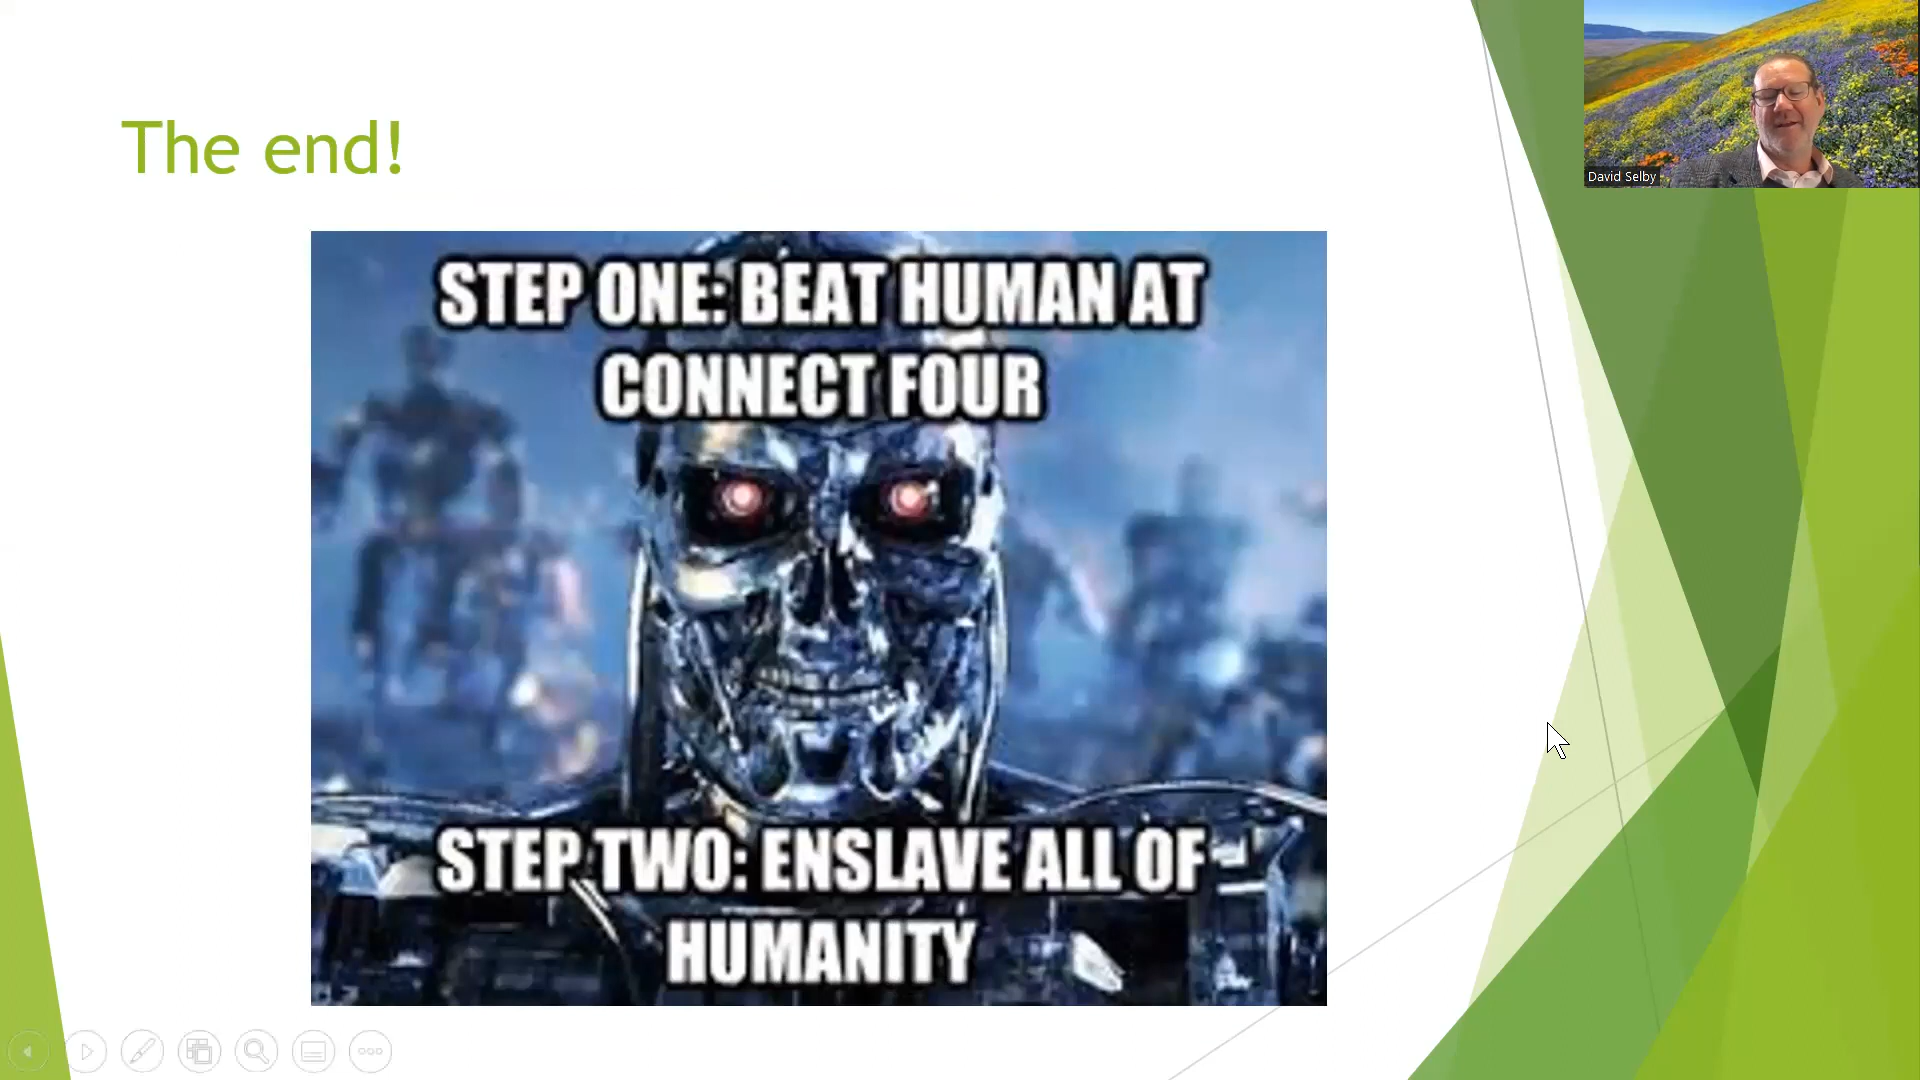 The end!
David Selby
STEP ONE: BEAT HUMAN AT
CONNECT FOUR
STEP TWO: ENSLAVE ALL OF
HUMANITY